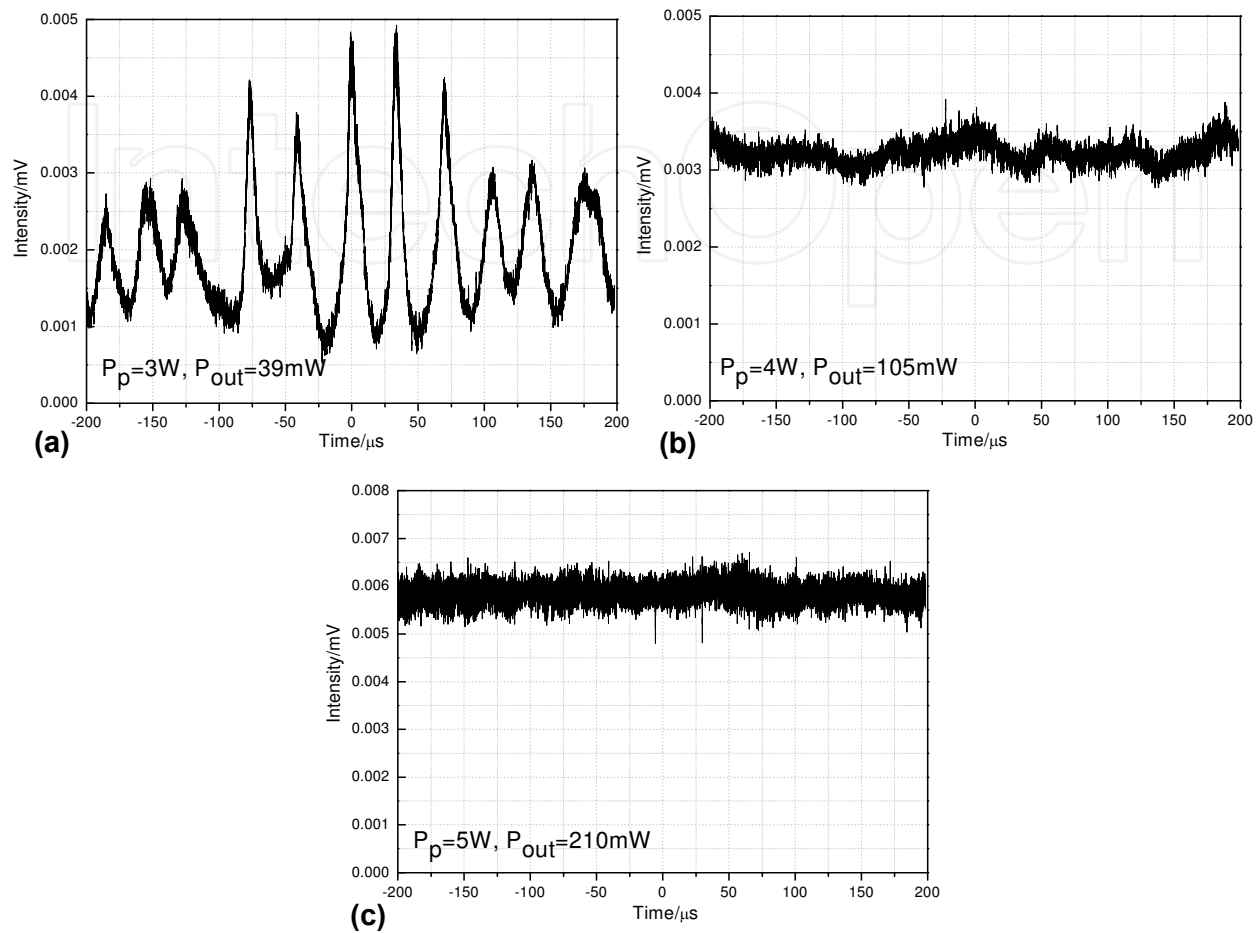 0.005
0.004
0.003
0.002
0.001
0.000
Intensity/mV
-200 -150 -100 -50 0 50 100 150 200
Time/μs
Pp=3W, Pout=39mW
(a)
0.005
0.004
0.003
0.002
0.001
0.000
Intensity/mV
-200 -150 -100 -50 0 50 100 150 200
Time/μs
Pp=4W, Pout=105mW
(b)
0.008
0.007
0.006
0.005
0.004
0.003
0.002
0.001
0.000
Intensity/mV
-200 -150 -100 -50 0 50 100 150 200
Time/μs
Pp=5W, Pout=210mW
(c)
IntechOpen